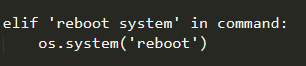 elif 'reboot system' in command:
    os.system('reboot')